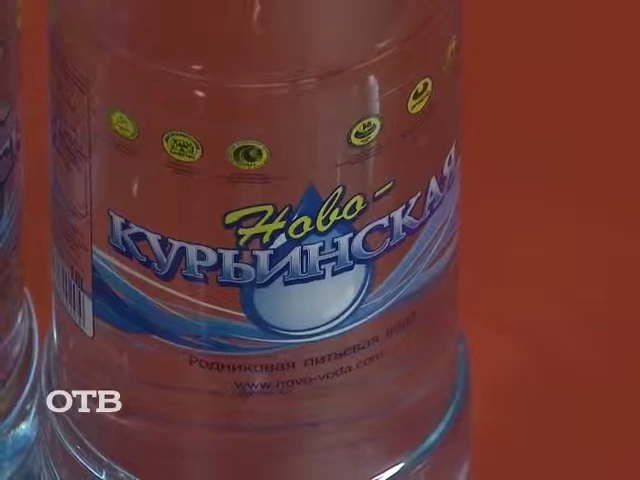 Ново-
КУРЬИНСКАЯ
Родниковая питьевая вода
www.novo-voda.com
ОТВ